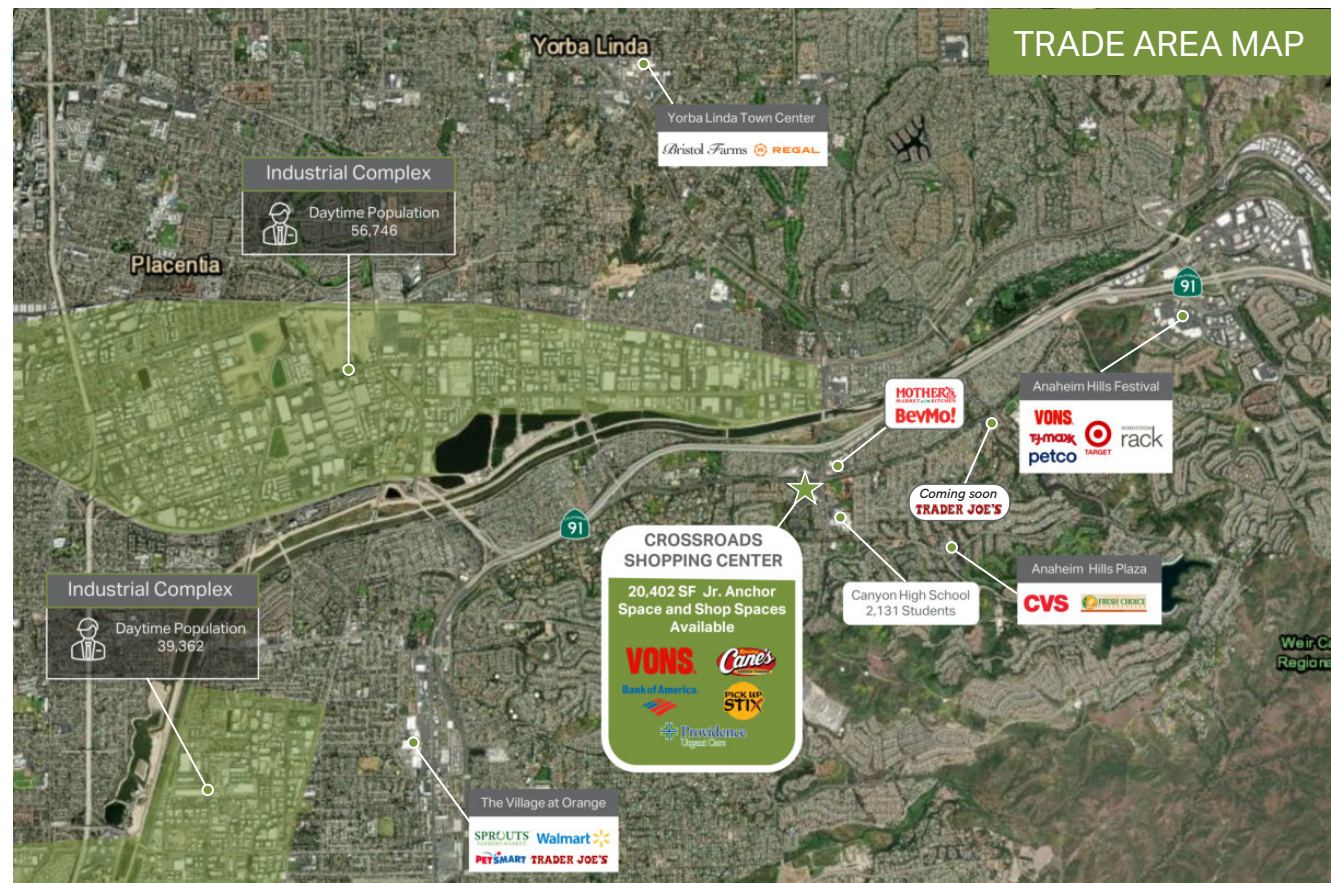 TRADE AREA MAP
Yorba Linda
Yorba Linda Town Center
Bristol Farms REGAL
Industrial Complex
Daytime Population
56,746
Placentia
91
Anaheim Hills Festival
VONS.
TJ-maxx
petco
TARGET
NORDSTROM
rack
MOTHER'S
MARKET & KITCHEN
BevMo!
Coming soon
TRADER JOE'S
91
CROSSROADS
SHOPPING CENTER
20,402 SF Jr. Anchor
Space and Shop Spaces
Available
VONS.
Raising
Cane's
Bank of America
PICK UP
STIX
Providence
Urgent Care
Canyon High School
2,131 Students
Anaheim Hills Plaza
CVS
FRESH CHOICE
Industrial Complex
Daytime Population
39,362
Weir C
Regiona
The Village at Orange
SPROUTS
FARMERS MARKET
Walmart
PETSMART TRADER JOE'S